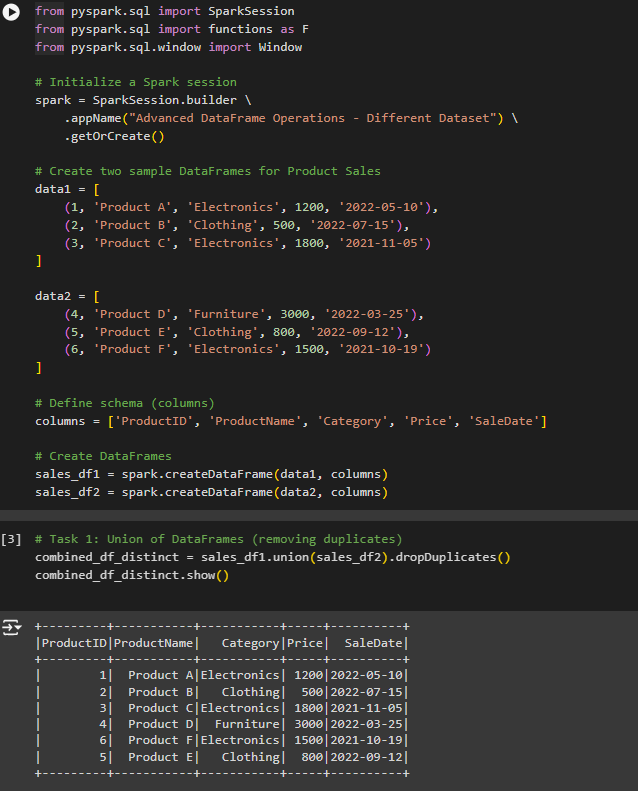 from pyspark.sql import SparkSession
from pyspark.sql import functions as F
from pyspark.sql.window import Window

# Initialize a Spark session
spark = SparkSession.builder \
    .appName("Advanced DataFrame Operations - Different Dataset") \
    .getOrCreate()

# Create two sample DataFrames for Product Sales
data1 = [
    (1, 'Product A', 'Electronics', 1200, '2022-05-10'),
    (2, 'Product B', 'Clothing', 500, '2022-07-15'),
    (3, 'Product C', 'Electronics', 1800, '2021-11-05')
]

data2 = [
    (4, 'Product D', 'Furniture', 3000, '2022-03-25'),
    (5, 'Product E', 'Clothing', 800, '2022-09-12'),
    (6, 'Product F', 'Electronics', 1500, '2021-10-19')
]

# Define schema (columns)
columns = ['ProductID', 'ProductName', 'Category', 'Price', 'SaleDate']

# Create DataFrames
sales_df1 = spark.createDataFrame(data1, columns)
sales_df2 = spark.createDataFrame(data2, columns)

[3] # Task 1: Union of DataFrames (removing duplicates)
combined_df_distinct = sales_df1.union(sales_df2).dropDuplicates()
combined_df_distinct.show()

+---------+-----------+-----------+-----+----------+
|ProductID|ProductName|   Category|Price|  SaleDate|
+---------+-----------+-----------+-----+----------+
|        1|  Product A|Electronics| 1200|2022-05-10|
|        2|  Product B|   Clothing|  500|2022-07-15|
|        3|  Product C|Electronics| 1800|2021-11-05|
|        4|  Product D|  Furniture| 3000|2022-03-25|
|        6|  Product F|Electronics| 1500|2021-10-19|
|        5|  Product E|   Clothing|  800|2022-09-12|
+---------+-----------+-----------+-----+----------+